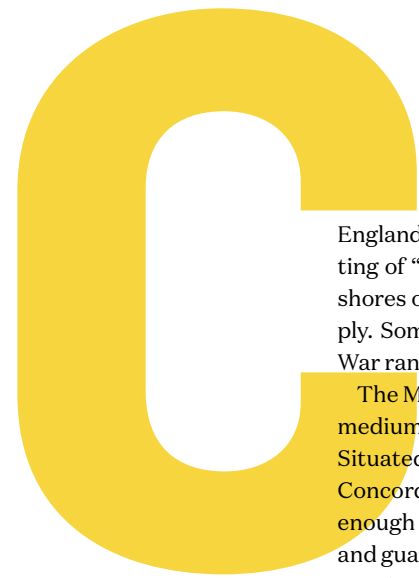 C
England
ting of “
shores o
ply. Som
War ran
The M
medium
Situated
Concord
enough
and gua